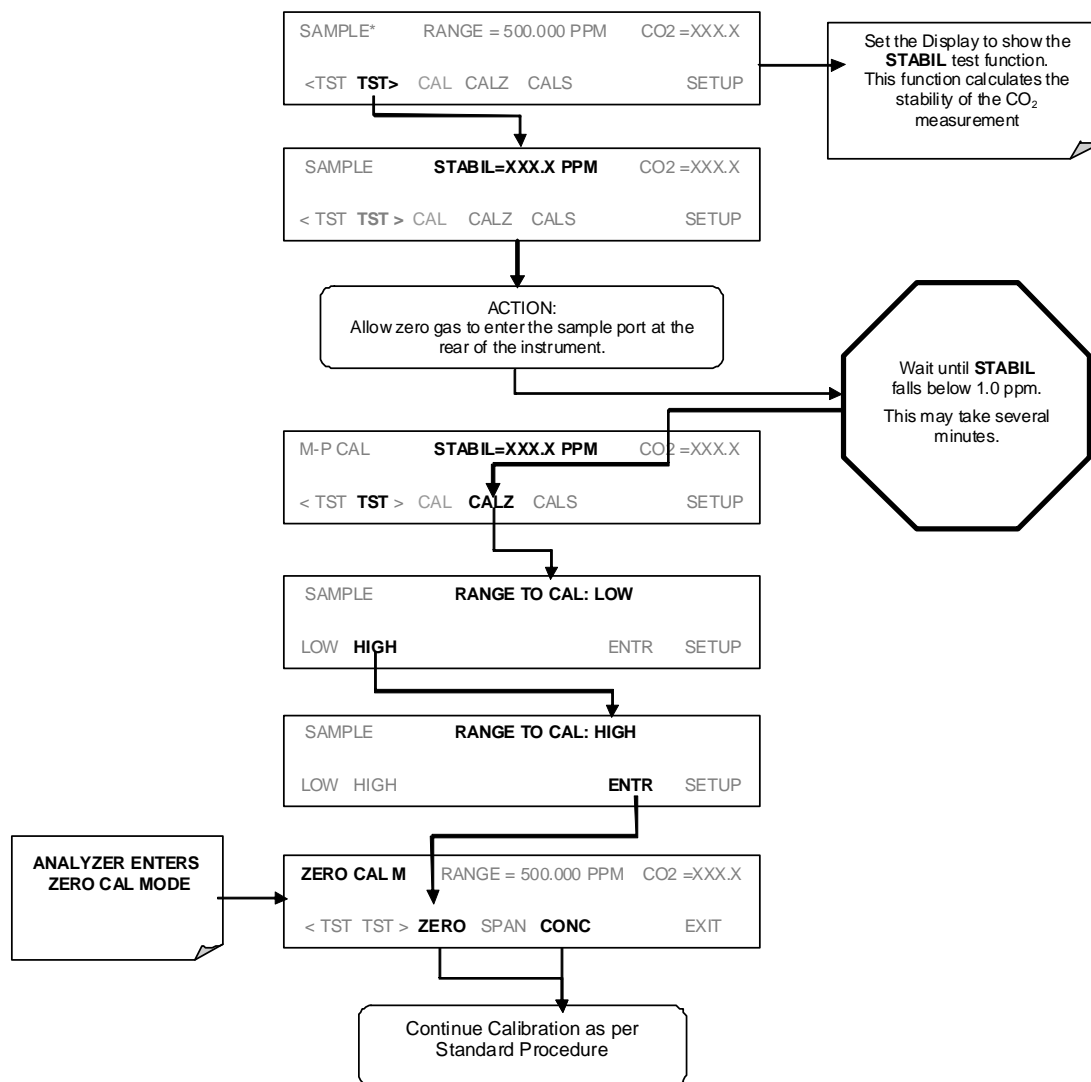 SAMPLE* RANGE = 500.000 PPM CO2 =XXX.X
<TST TST> CAL CALZ CALS SETUP
Set the Display to show the
STABIL test function.
This function calculates the
stability of the CO₂
measurement
SAMPLE STABIL=XXX.X PPM CO2 =XXX.X
< TST TST > CAL CALZ CALS SETUP
ACTION:
Allow zero gas to enter the sample port at the
rear of the instrument.
Wait until STABIL
falls below 1.0 ppm.
This may take several
minutes.
M-P CAL STABIL=XXX.X PPM CO2 =XXX.X
< TST TST > CAL CALZ CALS SETUP
SAMPLE RANGE TO CAL: LOW
LOW HIGH ENTR SETUP
SAMPLE RANGE TO CAL: HIGH
LOW HIGH ENTR SETUP
ANALYZER ENTERS
ZERO CAL MODE
ZERO CAL M RANGE = 500.000 PPM CO2 =XXX.X
< TST TST > ZERO SPAN CONC EXIT
Continue Calibration as per
Standard Procedure